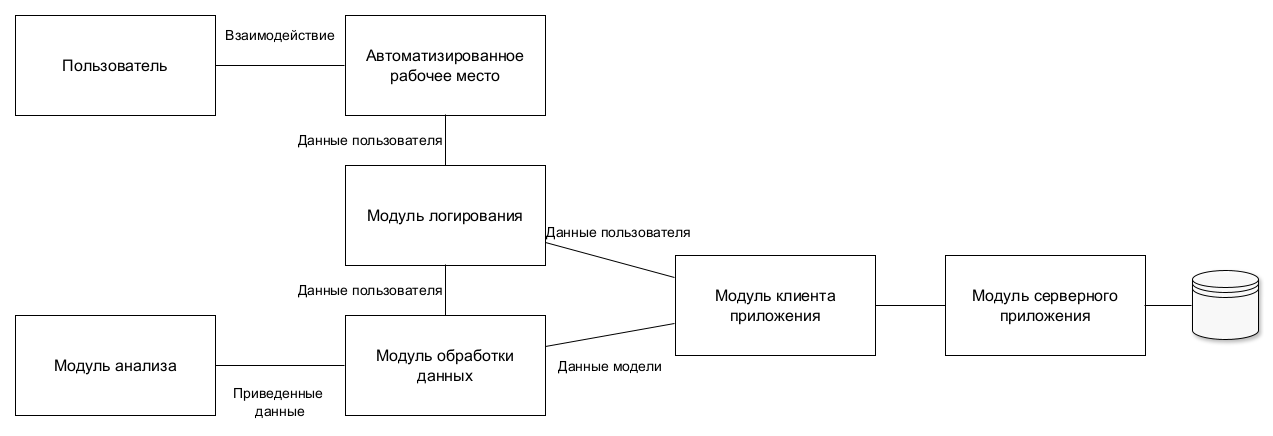 Взаимодействие
Пользователь
Автоматизированное
рабочее место
Данные пользователя
Модуль логирования
Данные пользователя
Данные пользователя
Модуль клиента
приложения
Модуль серверного
приложения
Модуль анализа
Модуль обработки
данных
Данные модели
Приведенные
данные